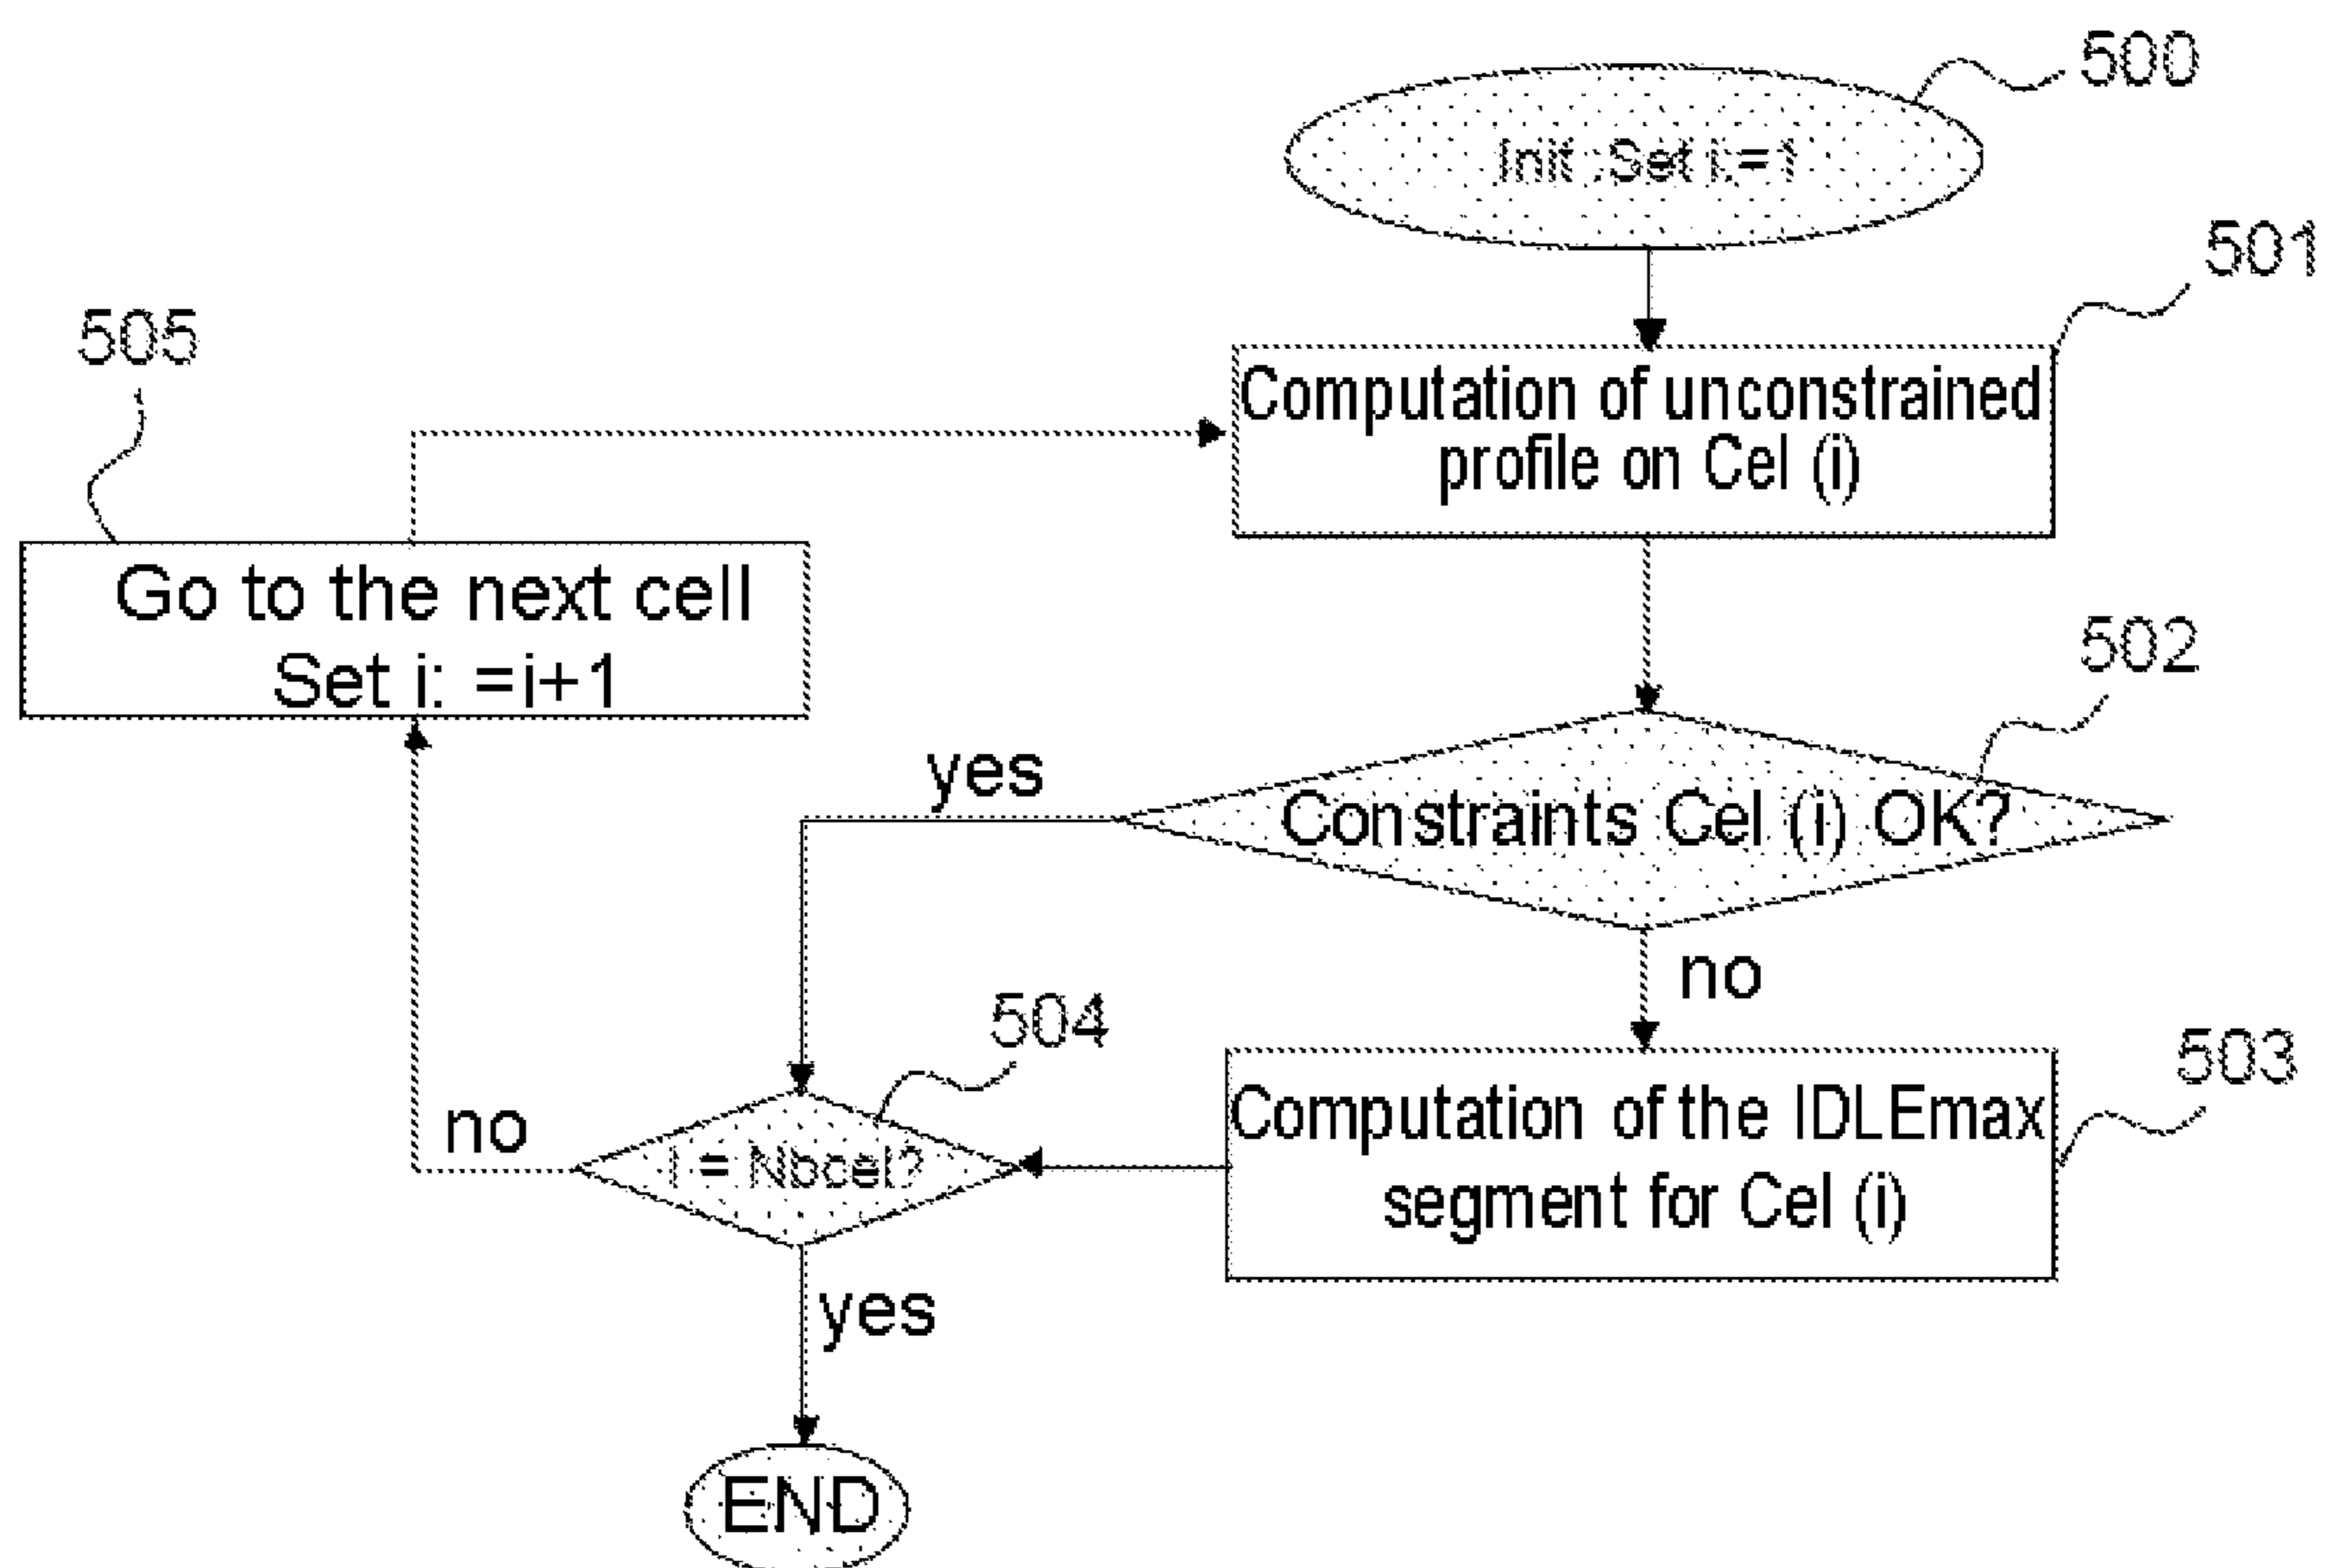 500
Init :Set i:=1
501
Computation of unconstrained
profile on Cel (i)
505
Go to the next cell
Set i: =i+1
502
Constraints Cel (i) OK?
yes
no
504
i = Nbcel?
no
503
Computation of the IDLEmax
segment for Cel (i)
yes
END